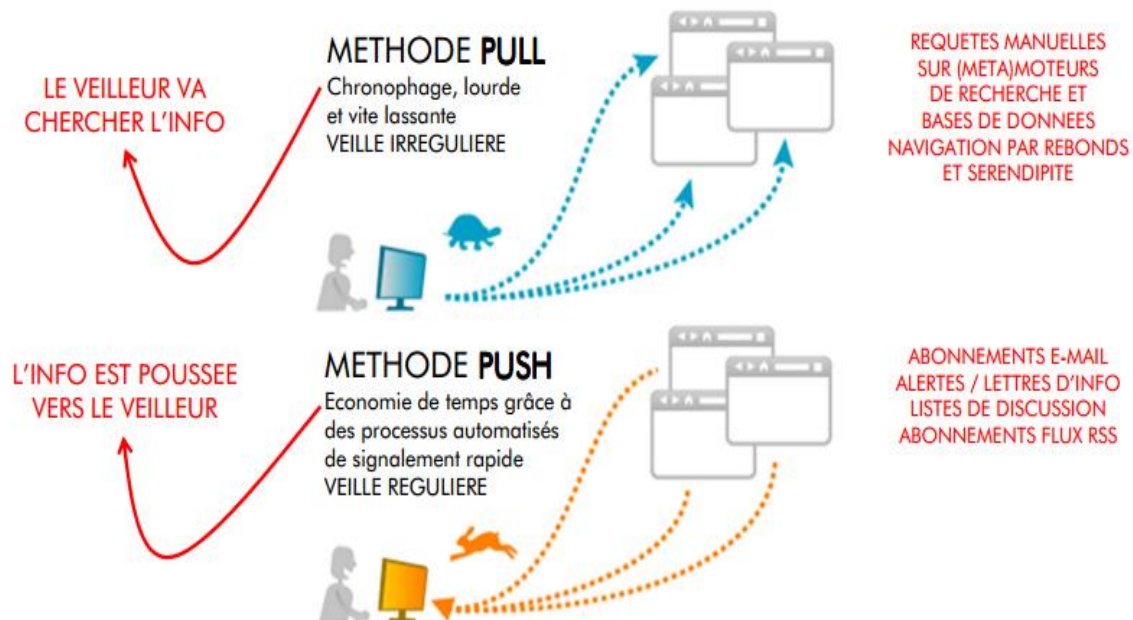 METHODE PULL
Chronophage, lourde
et vite lassante
VEILLE IRREGULIERE
LE VEILLEUR VA
CHERCHER L'INFO
REQUETES MANUELLES
SUR (META)MOTEURS
DE RECHERCHE ET
BASES DE DONNEES
NAVIGATION PAR REBONDS
ET SERENDIPITE
METHODE PUSH
Economie de temps grâce à
des processus automatisés
de signalement rapide
VEILLE REGULIERE
L'INFO EST POUSSEE
VERS LE VEILLEUR
ABONNEMENTS E-MAIL
ALERTES / LETTRES D'INFO
LISTES DE DISCUSSION
ABONNEMENTS FLUX RSS